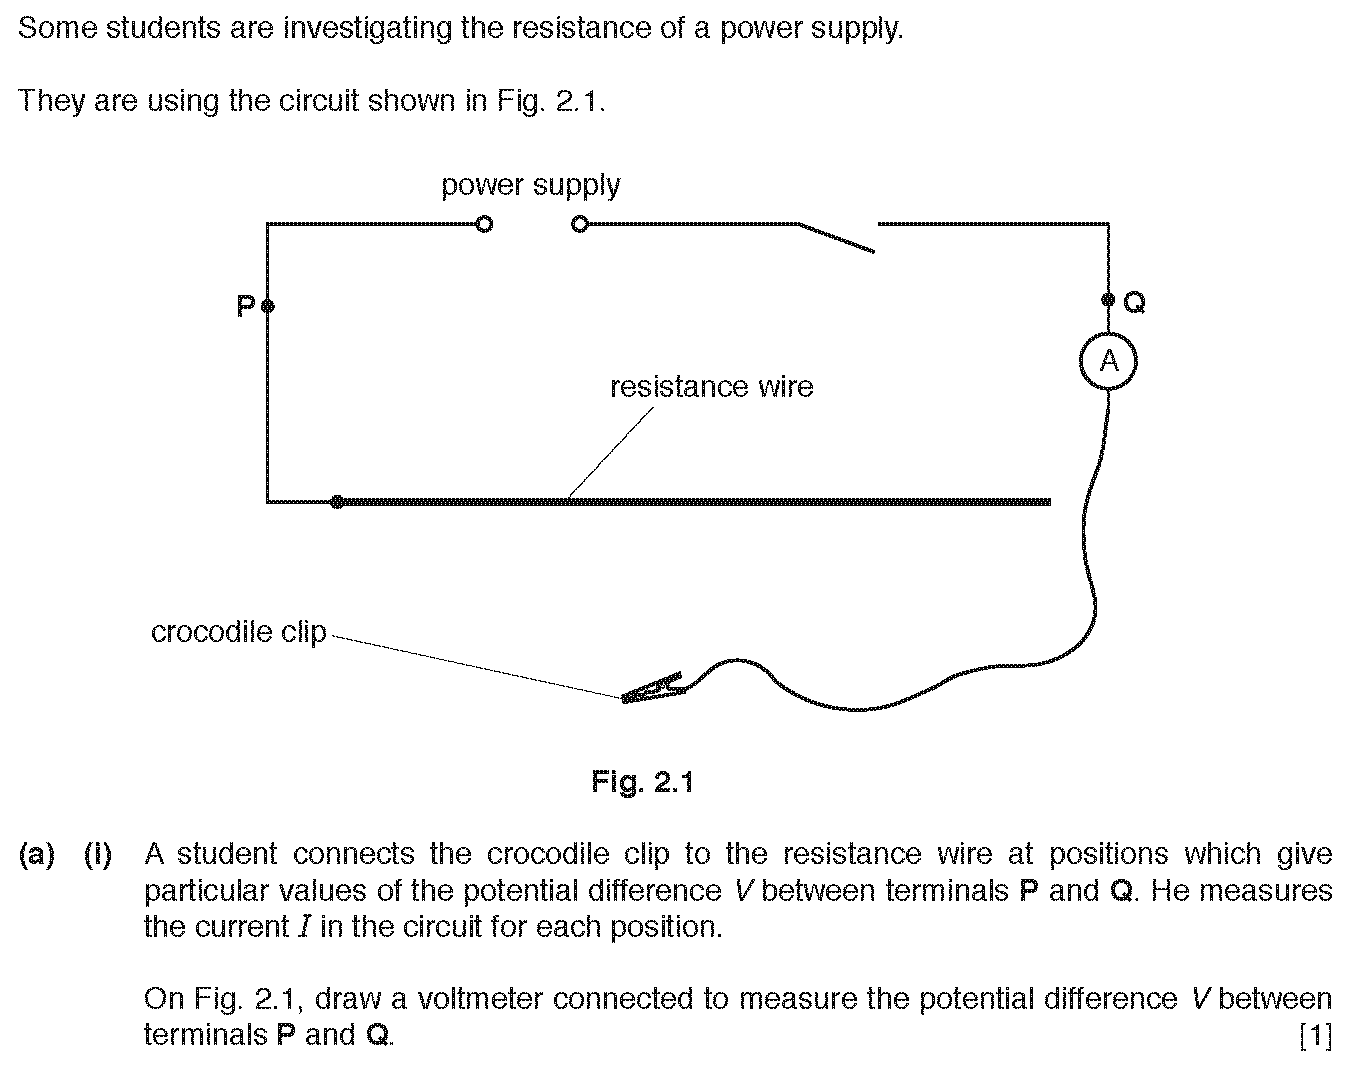 Some students are investigating the resistance of a power supply.
They are using the circuit shown in Fig. 2.1.
power supply
P
Q
A
resistance wire
crocodile clip
Fig. 2.1
(a) (i) A student connects the crocodile clip to the resistance wire at positions which give
particular values of the potential difference V between terminals P and Q. He measures
the current I in the circuit for each position.
On Fig. 2.1, draw a voltmeter connected to measure the potential difference V between
terminals P and Q. [1]